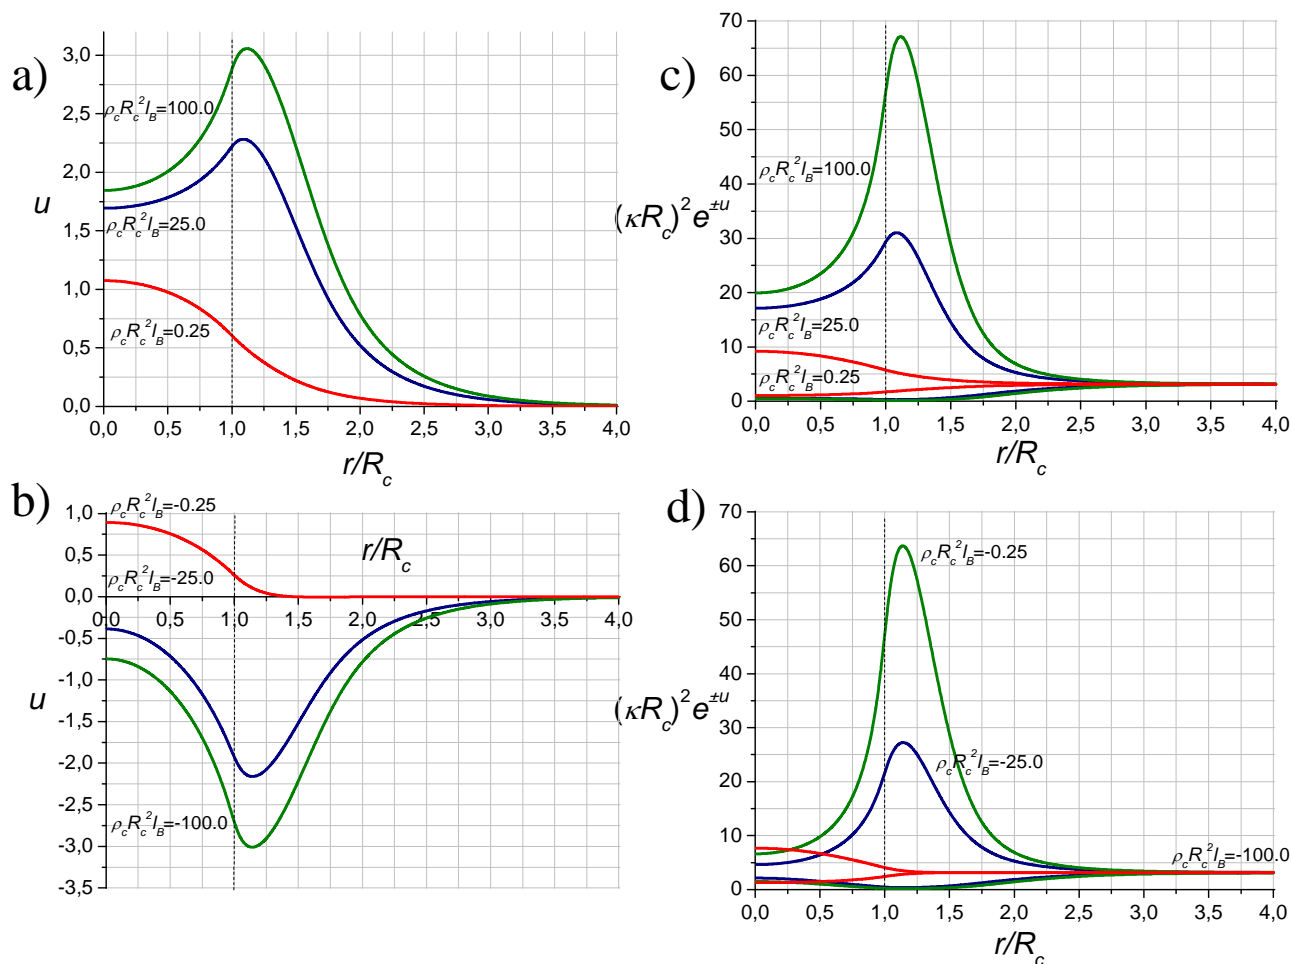 a)
3,0
2,5
2,0
1,5
1,0
0,5
0,0
u
ρcRc²lB=100.0
ρcRc²lB=25.0
ρcRc²lB=0.25
0,0 0,5 1,0 1,5 2,0 2,5 3,0 3,5 4,0
r/Rc
c)
70
60
50
40
30
20
10
0
(κRc)²e±u
ρcRc²lB=100.0
ρcRc²lB=25.0
ρcRc²lB=0.25
0,0 0,5 1,0 1,5 2,0 2,5 3,0 3,5 4,0
r/Rc
b)
1,0
0,5
0,0
-0,5
-1,0
-1,5
-2,0
-2,5
-3,0
-3,5
u
ρcRc²lB=-0.25
r/Rc
ρcRc²lB=-25.0
0,0 0,5 1,0 1,5 2,0 2,5 3,0 3,5 4,0
ρcRc²lB=-100.0
d)
70
60
50
40
30
20
10
0
(κRc)²e±u
ρcRc²lB=-0.25
ρcRc²lB=-25.0
ρcRc²lB=-100.0
0,0 0,5 1,0 1,5 2,0 2,5 3,0 3,5 4,0
r/Rc